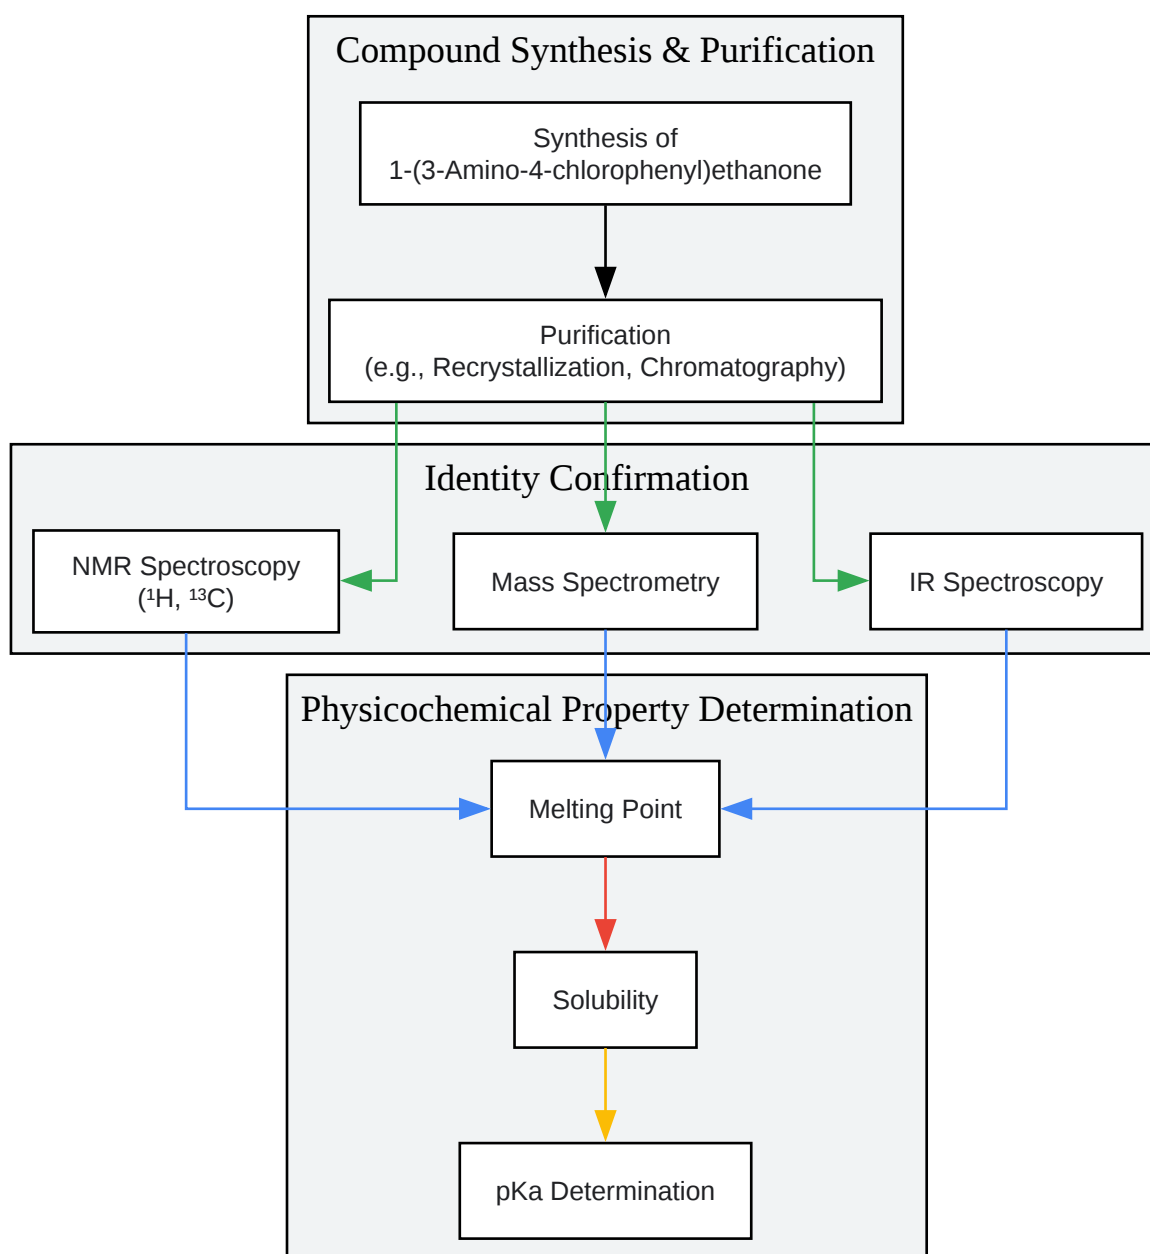 Compound Synthesis & Purification
Synthesis of
1-(3-Amino-4-chlorophenyl)ethanone
Purification
(e.g., Recrystallization, Chromatography)
Identity Confirmation
NMR Spectroscopy
(¹H, ¹³C)
Mass Spectrometry
IR Spectroscopy
Physicochemical Property Determination
Melting Point
Solubility
pKa Determination